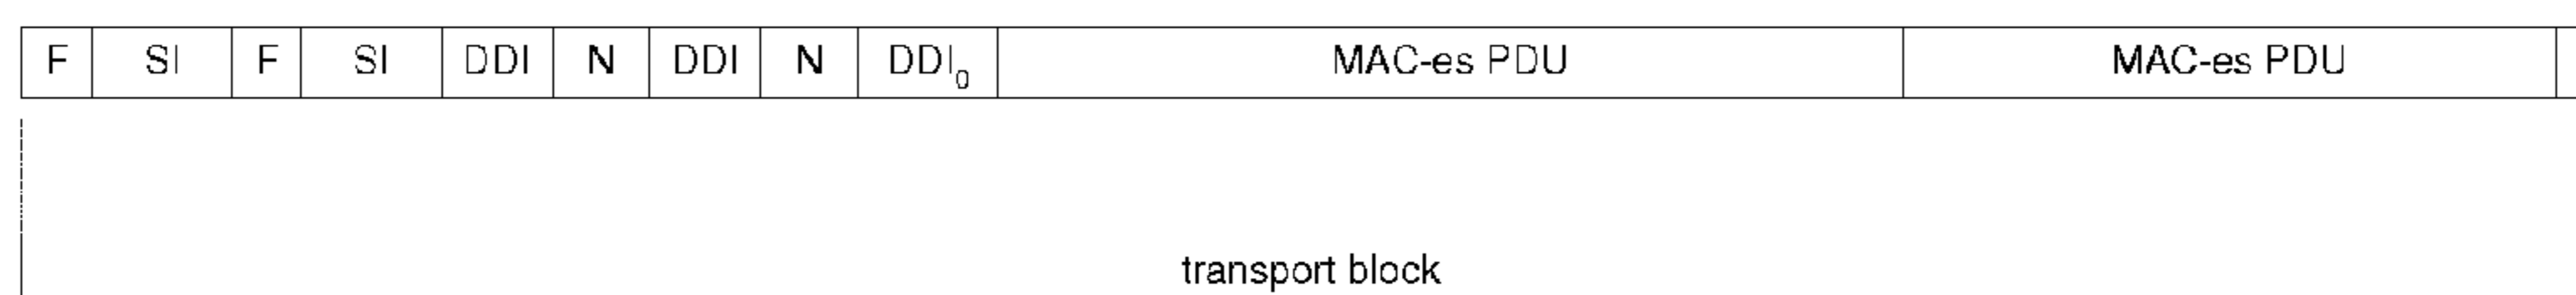 F SI F SI DDI N DDI N DDI₀ MAC-es PDU MAC-es PDU
transport block